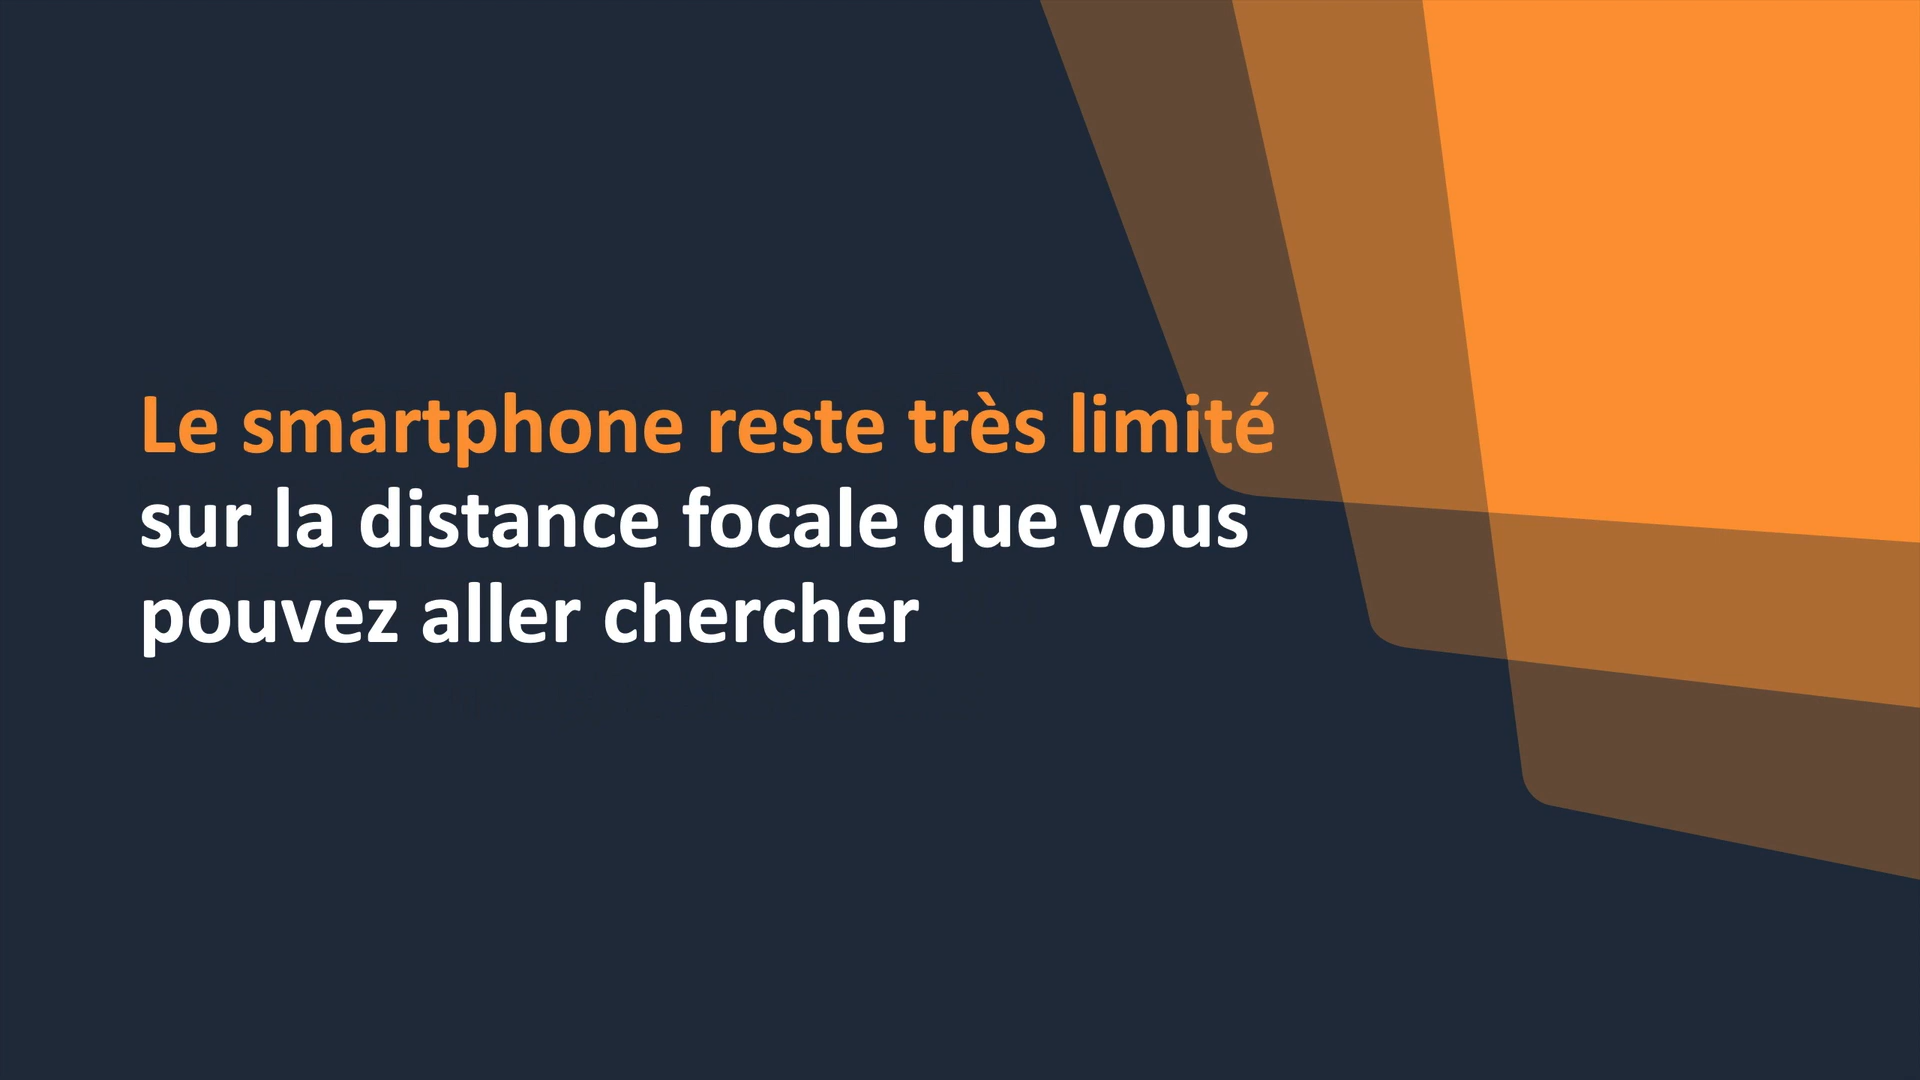 Le smartphone reste très limité
sur la distance focale que vous
pouvez aller chercher